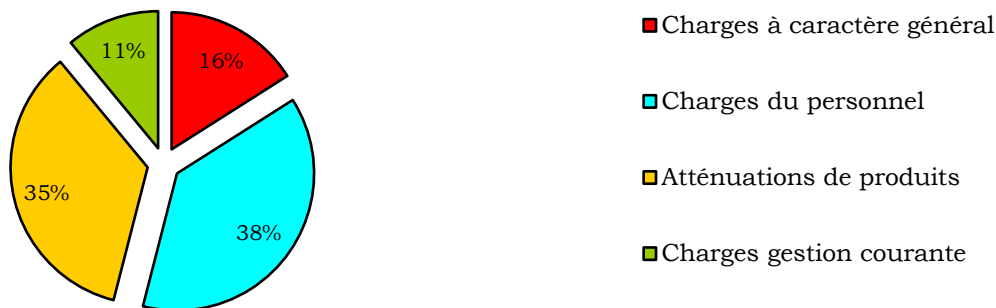 11%
16%
35%
38%
Charges à caractère général
Charges du personnel
Atténuations de produits
Charges gestion courante